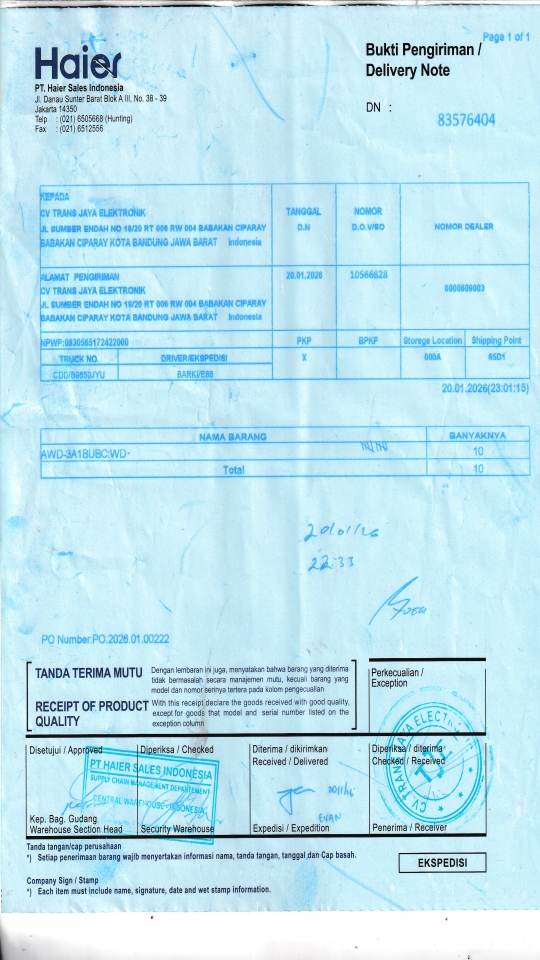 Page 1 of 1
Haier
Bukti Pengiriman /
Delivery Note
PT. Haier Sales Indonesia
Jl. Danau Sunter Barat Blok A III, No. 38 - 39
Jakarta 14350
Telp : (021) 6505668 (Hunting)
Fax : (021) 6512556
DN : 83576404
KEPADA
CV TRANS JAYA ELEKTRONIK
JL SUMBER ENDAH NO 18/20 RT 006 RW 004 BABAKAN CIPARAY
BABAKAN CIPARAY KOTA BANDUNG JAWA BARAT Indonesia
TANGGAL
D.N
NOMOR
D.O.V/SO
NOMOR DEALER
ALAMAT PENGIRIMAN
CV TRANS JAYA ELEKTRONIK
JL SUMBER ENDAH NO 18/20 RT 006 RW 004 BABAKAN CIPARAY
BABAKAN CIPARAY KOTA BANDUNG JAWA BARAT Indonesia
20.01.2026
10566828
NPWP:0830565172422000
PKP
BPKP
Storege Location
Shipping Point
TRUCK NO.
DRIVER/EKSPEDISI
X
000A
65D1
BARKI/EBB
20.01.2026(23:01:15)
NAMA BARANG
BANYAKNYA
AWD-3A1BUBC:WD-
10
Total
10
20/01/26
22:33
PO Number:PO.2026.01.00222
TANDA TERIMA MUTU
Dengan lembaran ini juga, menyatakan bahwa barang yang diterima
tidak bermasalah secara manajemen mutu, kecuali barang yang
model dan nomor serinya tertera pada kolom pengecualian
RECEIPT OF PRODUCT
QUALITY
With this receipt declare the goods received with good quality,
except for goods that model and serial number listed on the
exception column
Perkecualian /
Exception
Disetujui / Approved
Diperiksa / Checked
Diterima / dikirimkan
Received / Delivered
Diperiksa / diterima
Checked / Received
PT HAIER SALES INDONESIA
SUPPLY CHAIN MANAGEMENT DEPARTEMENT
CENTRAL WAREHOUSE - INDONESIA
CV TRANS JAYA ELECTRONIC
TJE
EVAN
Kep. Bag. Gudang
Warehouse Section Head
Security Warehouse
Expedisi / Expedition
Penerima / Receiver
Tanda tangan/cap perusahaan
*) Setiap penerimaan barang wajib menyertakan informasi nama, tanda tangan, tanggal dan Cap basah.
EKSPEDISI
Company Sign / Stamp
*) Each item must include name, signature, date and wet stamp information.